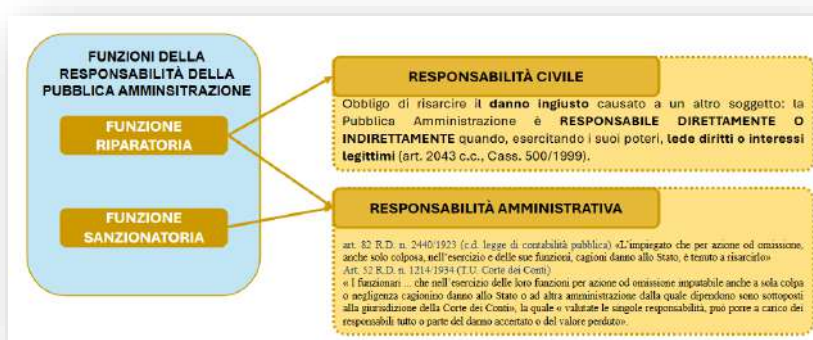 FUNZIONI DELLA
RESPONSABILITÀ DELLA
PUBBLICA AMMINSITRAZIONE
FUNZIONE
RIPARATORIA
FUNZIONE
SANZIONATORIA
RESPONSABILITÀ CIVILE
Obbligo di risarcire il danno ingiusto causato a un altro soggetto: la
Pubblica Amministrazione è RESPONSABILE DIRETTAMENTE O
INDIRETTAMENTE quando, esercitando i suoi poteri, lede diritti o interessi
legittimi (art. 2043 c.c., Cass. 500/1999).
RESPONSABILITÀ AMMINISTRATIVA
art. 82 R.D. n. 2440/1923 (c.d. legge di contabilità pubblica) «L'impiegato che per azione od omissione,
anche solo colposa, nell'esercizio e delle sue funzioni, cagioni danno allo Stato, è tenuto a risarcirlo»
Art. 52 R.D. n. 1214/1934 (T.U. Corte dei Conti)
« I funzionari ... che nell'esercizio delle loro funzioni per azione od omissione imputabile anche a sola colpa
o negligenza cagionino danno allo Stato o ad altra amministrazione dalla quale dipendono sono sottoposti
alla giurisdizione della Corte dei Conti», la quale « valutate le singole responsabilità, può porre a carico dei
responsabili tutto o parte del danno accertato o del valore perduto».